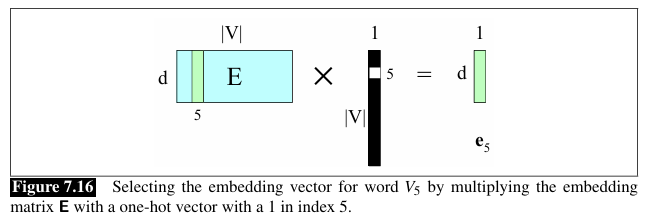 |V| 1 1
d E × 5 = d
5 |V| e5
Figure 7.16 Selecting the embedding vector for word V5 by multiplying the embedding
matrix E with a one-hot vector with a 1 in index 5.